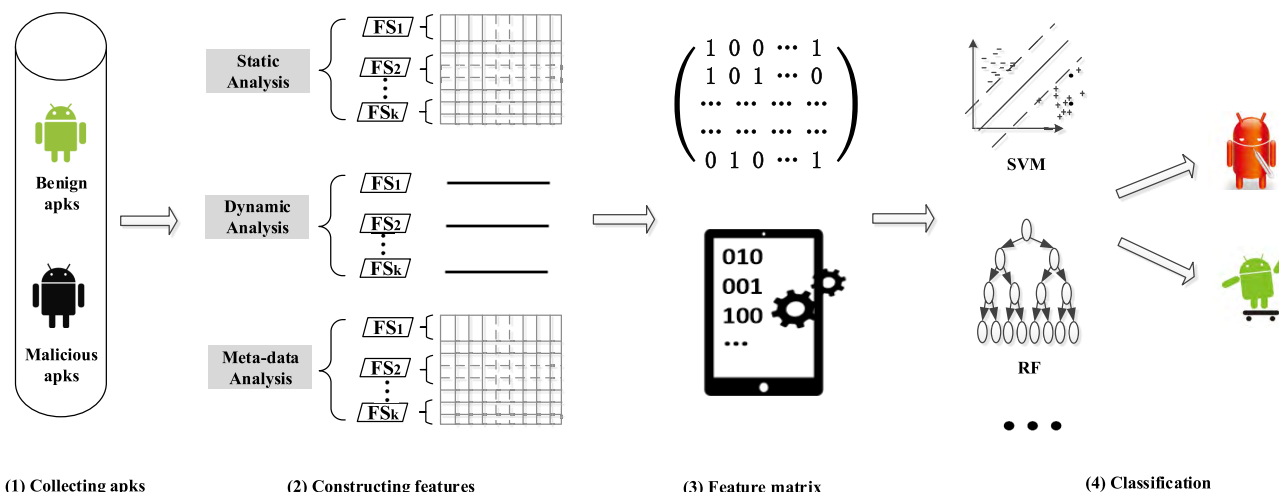 Benign
apks
Malicious
apks
(1) Collecting apks
Static
Analysis
FS1
FS2
FSk
Dynamic
Analysis
FS1
FS2
FSk
Meta-data
Analysis
FS1
FS2
FSk
(2) Constructing features
1 0 0 ··· 1
1 0 1 ··· 0
··· ··· ··· ···
··· ··· ··· ···
0 1 0 ··· 1
010
001
100
...
(3) Feature matrix
SVM
RF
...
(4) Classification